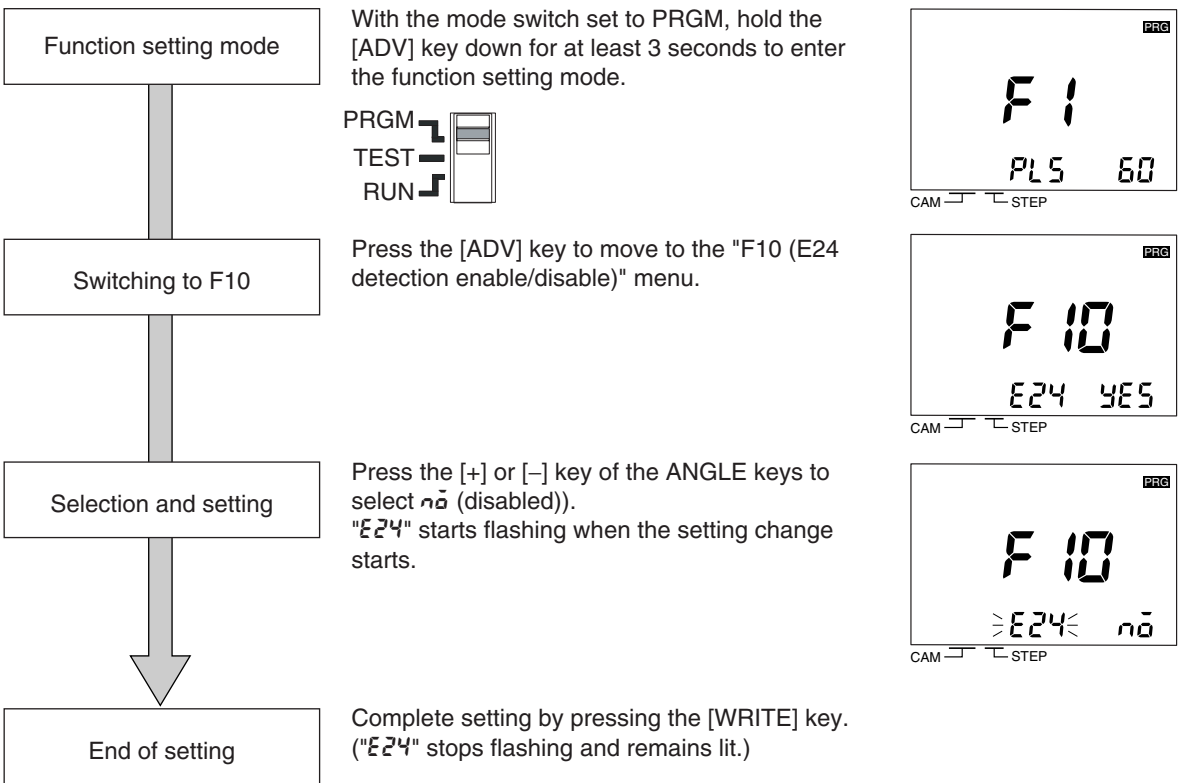 Function setting mode
With the mode switch set to PRGM, hold the
[ADV] key down for at least 3 seconds to enter
the function setting mode.
PRGM
TEST
RUN
PRG
F 1
PLS 60
CAM STEP
Switching to F10
Press the [ADV] key to move to the "F10 (E24
detection enable/disable)" menu.
PRG
F 10
E24 YES
CAM STEP
Selection and setting
Press the [+] or [–] key of the ANGLE keys to
select nō (disabled)).
"E24" starts flashing when the setting change
starts.
PRG
F 10
E24 nō
CAM STEP
End of setting
Complete setting by pressing the [WRITE] key.
("E24" stops flashing and remains lit.)